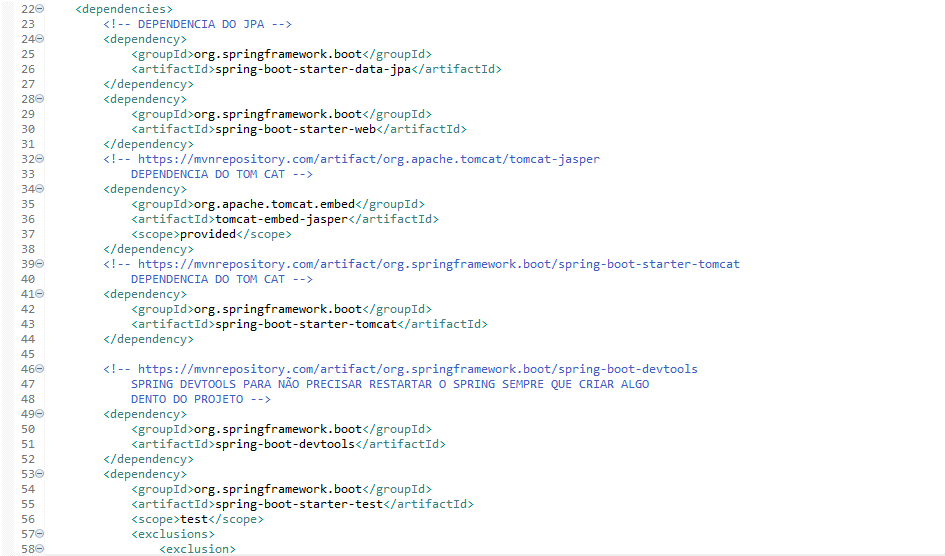 22 <dependencies>
23 <!-- DEPENDENCIA DO JPA -->
24 <dependency>
25 <groupId>org.springframework.boot</groupId>
26 <artifactId>spring-boot-starter-data-jpa</artifactId>
27 </dependency>
28 <dependency>
29 <groupId>org.springframework.boot</groupId>
30 <artifactId>spring-boot-starter-web</artifactId>
31 </dependency>
32 <!-- https://mvnrepository.com/artifact/org.apache.tomcat/tomcat-jasper
33 DEPENDENCIA DO TOM CAT -->
34 <dependency>
35 <groupId>org.apache.tomcat.embed</groupId>
36 <artifactId>tomcat-embed-jasper</artifactId>
37 <scope>provided</scope>
38 </dependency>
39 <!-- https://mvnrepository.com/artifact/org.springframework.boot/spring-boot-starter-tomcat
40 DEPENDENCIA DO TOM CAT -->
41 <dependency>
42 <groupId>org.springframework.boot</groupId>
43 <artifactId>spring-boot-starter-tomcat</artifactId>
44 </dependency>
45
46 <!-- https://mvnrepository.com/artifact/org.springframework.boot/spring-boot-devtools
47 SPRING DEVTOOLS PARA NÃO PRECISAR RESTARTAR O SPRING SEMPRE QUE CRIAR ALGO
48 DENTO DO PROJETO -->
49 <dependency>
50 <groupId>org.springframework.boot</groupId>
51 <artifactId>spring-boot-devtools</artifactId>
52 </dependency>
53 <dependency>
54 <groupId>org.springframework.boot</groupId>
55 <artifactId>spring-boot-starter-test</artifactId>
56 <scope>test</scope>
57 <exclusions>
58 <exclusion>